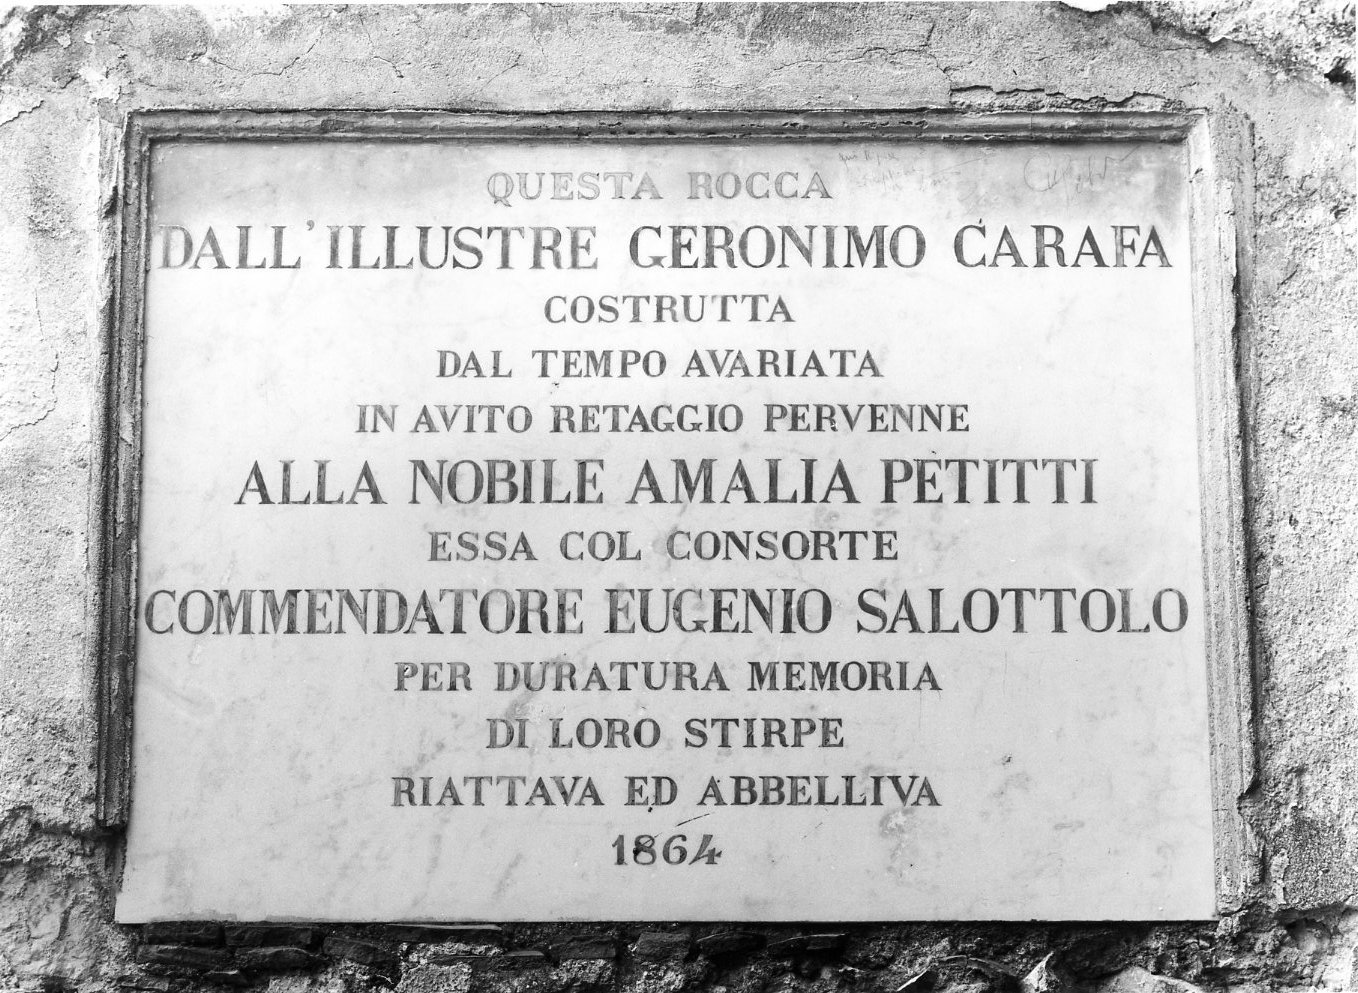 QUESTA ROCCA
DALL'ILLUSTRE GERONIMO CARAFA
COSTRUTTA
DAL TEMPO AVARIATA
IN AVITO RETAGGIO PERVENNE
ALLA NOBILE AMALIA PETITTI
ESSA COL CONSORTE
COMMENDATORE EUGENIO SALOTTOLO
PER DURATURA MEMORIA
DI LORO STIRPE
RIATTAVA ED ABBELLIVA
1864